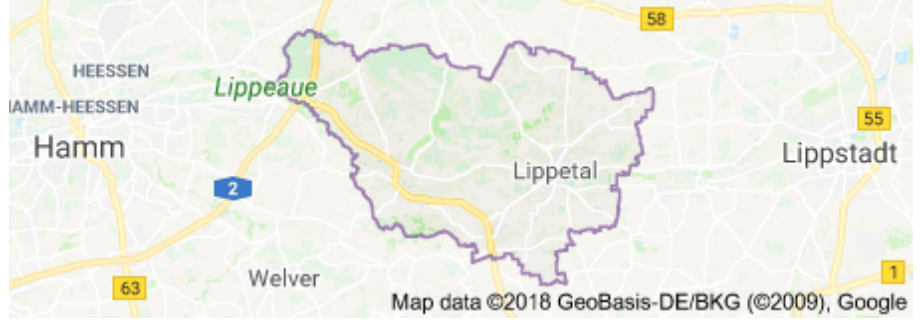 58
HEESSEN
Lippeaue
HAMM-HEESSEN
55
Hamm
Lippstadt
Lippetal
2
Welver
1
63
Map data ©2018 GeoBasis-DE/BKG (©2009), Google